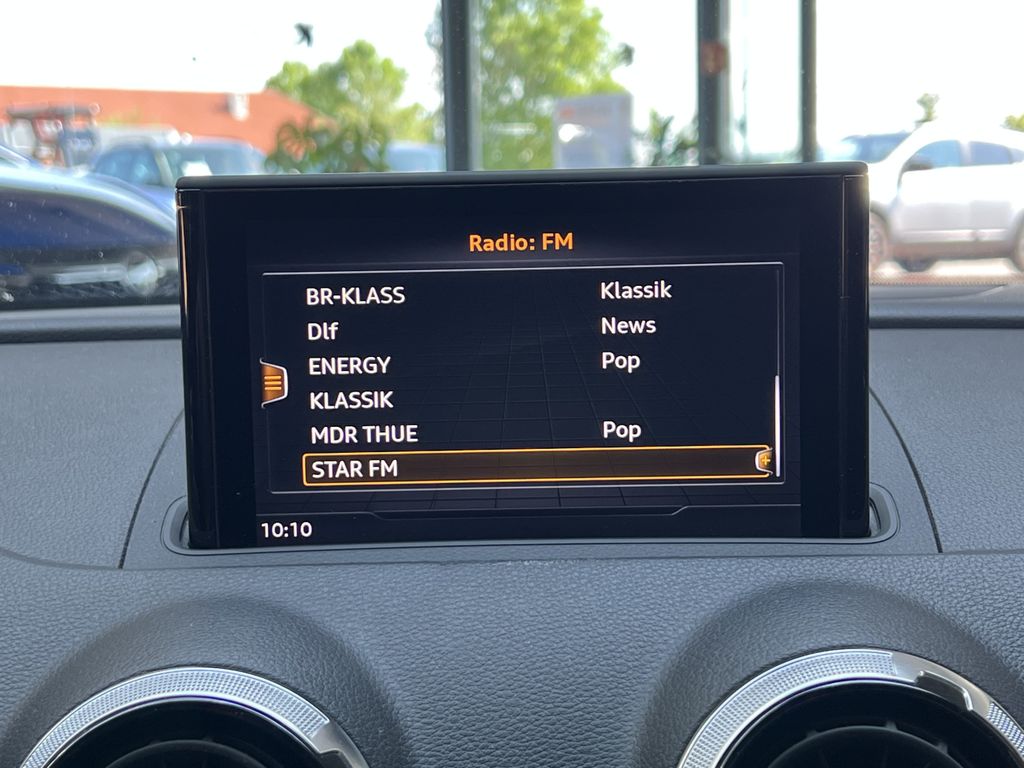 Radio: FM
BR-KLASS Klassik
Dlf News
ENERGY Pop
KLASSIK
MDR THUE Pop
STAR FM
10:10